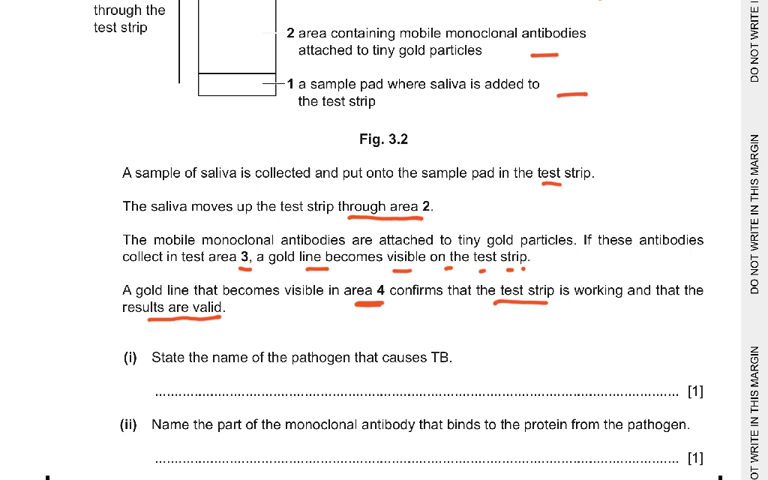 through the
test strip
2 area containing mobile monoclonal antibodies
attached to tiny gold particles
1 a sample pad where saliva is added to
the test strip
Fig. 3.2
A sample of saliva is collected and put onto the sample pad in the test strip.
The saliva moves up the test strip through area 2.
The mobile monoclonal antibodies are attached to tiny gold particles. If these antibodies
collect in test area 3, a gold line becomes visible on the test strip.
A gold line that becomes visible in area 4 confirms that the test strip is working and that the
results are valid.
(i) State the name of the pathogen that causes TB.
[1]
(ii) Name the part of the monoclonal antibody that binds to the protein from the pathogen.
[1]
DO NOT WRITE I
DO NOT WRITE IN THIS MARGIN
OT WRITE IN THIS MARGIN